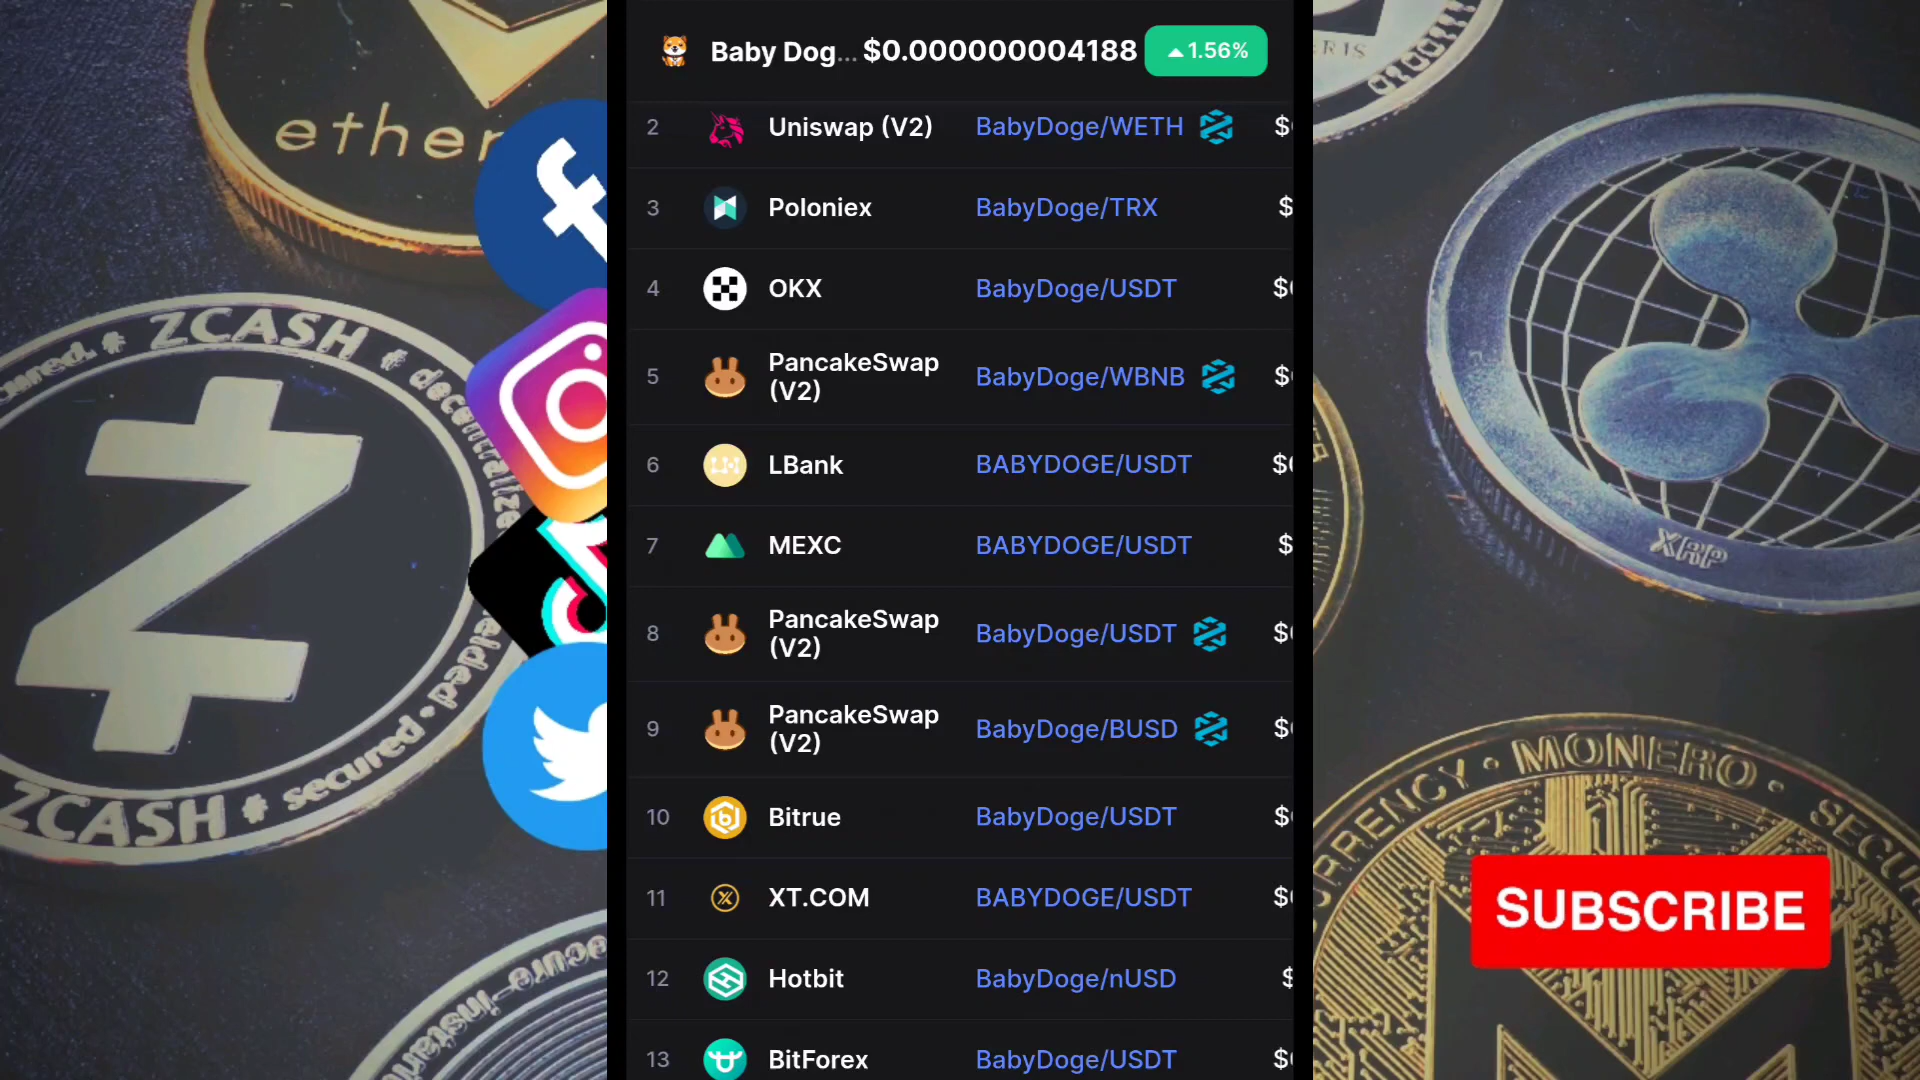 Baby Dog... $0.000000004188 1.56%
2 Uniswap (V2) BabyDoge/WETH $
3 Poloniex BabyDoge/TRX $
4 OKX BabyDoge/USDT $
5 PancakeSwap (V2) BabyDoge/WBNB $
6 LBank BABYDOGE/USDT $
7 MEXC BABYDOGE/USDT $
8 PancakeSwap (V2) BabyDoge/USDT $
9 PancakeSwap (V2) BabyDoge/BUSD $
10 Bitrue BabyDoge/USDT $
11 XT.COM BABYDOGE/USDT $
12 Hotbit BabyDoge/nUSD $
13 BitForex BabyDoge/USDT $
ZCASH
ZCASH
secured
XRP
MONERO
SUBSCRIBE